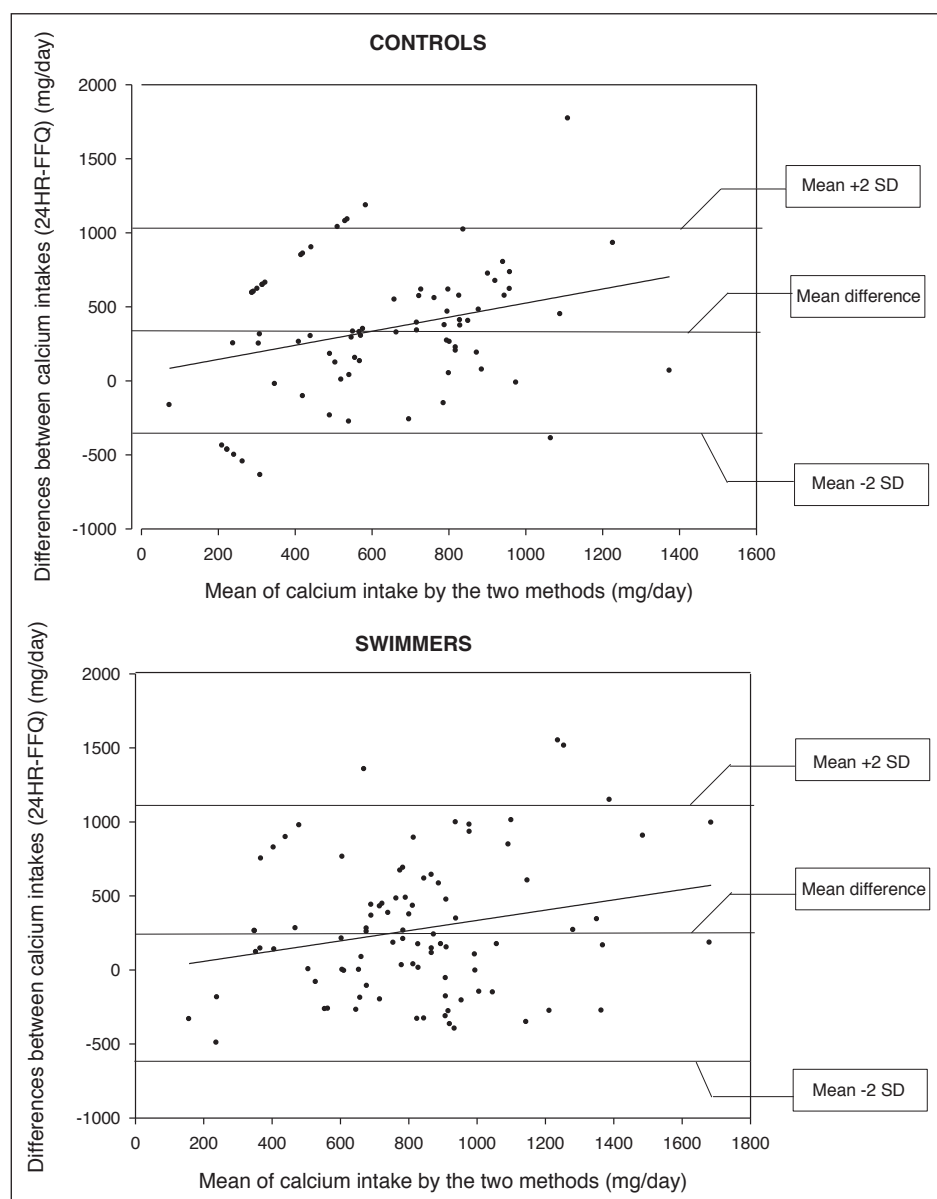 CONTROLS
Differences between calcium intakes (24HR-FFQ) (mg/day)
2000
1500
1000
500
0
-500
-1000
0 200 400 600 800 1000 1200 1400 1600
Mean of calcium intake by the two methods (mg/day)
Mean +2 SD
Mean difference
Mean -2 SD
SWIMMERS
Differences between calcium intakes (24HR-FFQ) (mg/day)
2000
1500
1000
500
0
-500
-1000
0 200 400 600 800 1000 1200 1400 1600 1800
Mean of calcium intake by the two methods (mg/day)
Mean +2 SD
Mean difference
Mean -2 SD